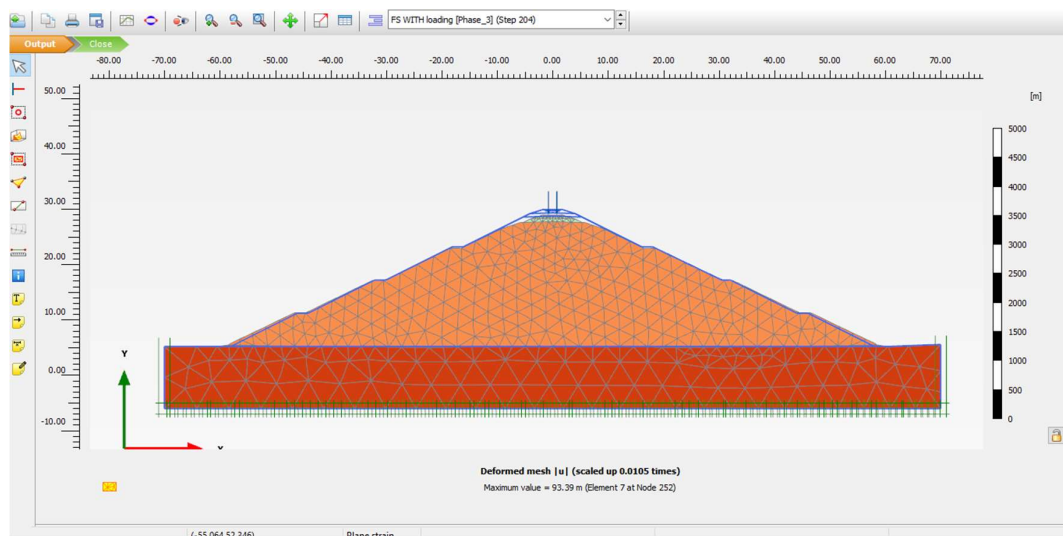 FS WITH loading [Phase_3] (Step 204)
Output
Close
-80.00 -70.00 -60.00 -50.00 -40.00 -30.00 -20.00 -10.00 0.00 10.00 20.00 30.00 40.00 50.00 60.00 70.00
50.00
40.00
30.00
20.00
10.00
0.00
-10.00
[m]
5000
4500
4000
3500
3000
2500
2000
1500
1000
500
0
Y
X
Deformed mesh |u| (scaled up 0.0105 times)
Maximum value = 93.39 m (Element 7 at Node 252)
(-55.064 52.346)
Plane strain